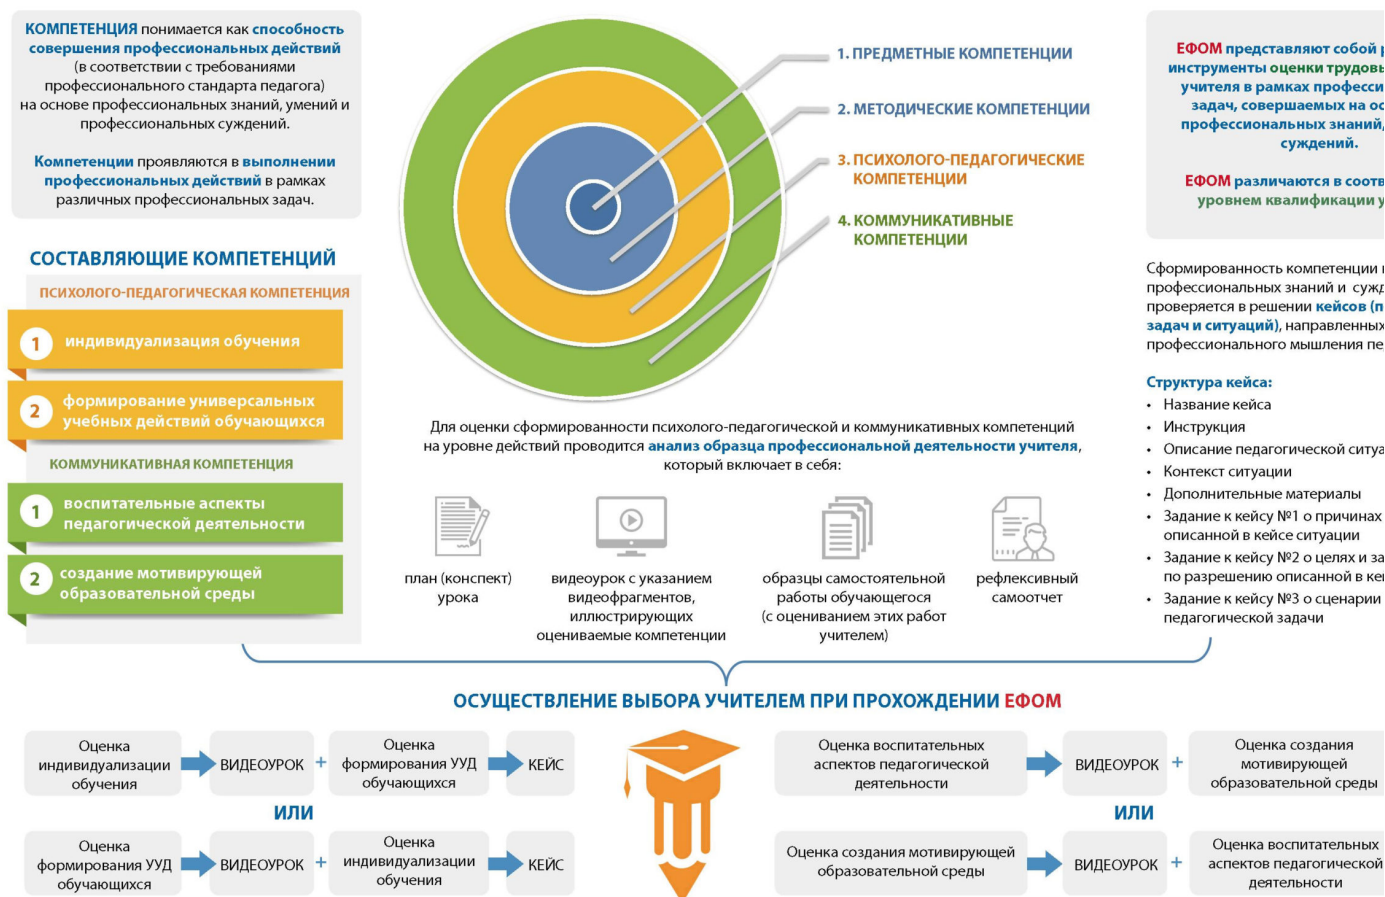 КОМПЕТЕНЦИЯ понимается как способность
совершения профессиональных действий
(в соответствии с требованиями
профессионального стандарта педагога)
на основе профессиональных знаний, умений и
профессиональных суждений.
Компетенции проявляются в выполнении
профессиональных действий в рамках
различных профессиональных задач.
СОСТАВЛЯЮЩИЕ КОМПЕТЕНЦИЙ
ПСИХОЛОГО-ПЕДАГОГИЧЕСКАЯ КОМПЕТЕНЦИЯ
1 индивидуализация обучения
2 формирование универсальных
учебных действий обучающихся
КОММУНИКАТИВНАЯ КОМПЕТЕНЦИЯ
1 воспитательные аспекты
педагогической деятельности
2 создание мотивирующей
образовательной среды
1. ПРЕДМЕТНЫЕ КОМПЕТЕНЦИИ
2. МЕТОДИЧЕСКИЕ КОМПЕТЕНЦИИ
3. ПСИХОЛОГО-ПЕДАГОГИЧЕСКИЕ
КОМПЕТЕНЦИИ
4. КОММУНИКАТИВНЫЕ
КОМПЕТЕНЦИИ
Для оценки сформированности психолого-педагогической и коммуникативных компетенций
на уровне действий проводится анализ образца профессиональной деятельности учителя,
который включает в себя:
план (конспект)
урока
видеоурок с указанием
видеофрагментов,
иллюстрирующих
оцениваемые компетенции
образцы самостоятельной
работы обучающегося
(с оцениванием этих работ
учителем)
рефлексивный
самоотчет
ЕФОМ представляют собой
инструменты оценки
учителя в рамках
задач, совершаемых на
профессиональных знаний,
суждений.
ЕФОМ различаются в
уровнем квалификации
Сформированность компетенции
профессиональных знаний и
проверяется в решении кейсов
задач и ситуаций), направленных
профессионального мышления
Структура кейса:
• Название кейса
• Инструкция
• Описание педагогической
• Контекст ситуации
• Дополнительные материалы
• Задание к кейсу №1 о причинах
описанной в кейсе ситуации
• Задание к кейсу №2 о целях и
по разрешению описанной в
• Задание к кейсу №3 о сценарии
педагогической задачи
ОСУЩЕСТВЛЕНИЕ ВЫБОРА УЧИТЕЛЕМ ПРИ ПРОХОЖДЕНИИ ЕФОМ
Оценка
индивидуализации
обучения
ВИДЕОУРОК
+
Оценка
формирования УУД
обучающихся
КЕЙС
ИЛИ
Оценка
формирования УУД
обучающихся
ВИДЕОУРОК
+
Оценка
индивидуализации
обучения
КЕЙС
Оценка воспитательных
аспектов педагогической
деятельности
ВИДЕОУРОК
+
Оценка создания
мотивирующей
образовательной среды
ИЛИ
Оценка создания мотивирующей
образовательной среды
ВИДЕОУРОК
+
Оценка воспитательных
аспектов педагогической
деятельности